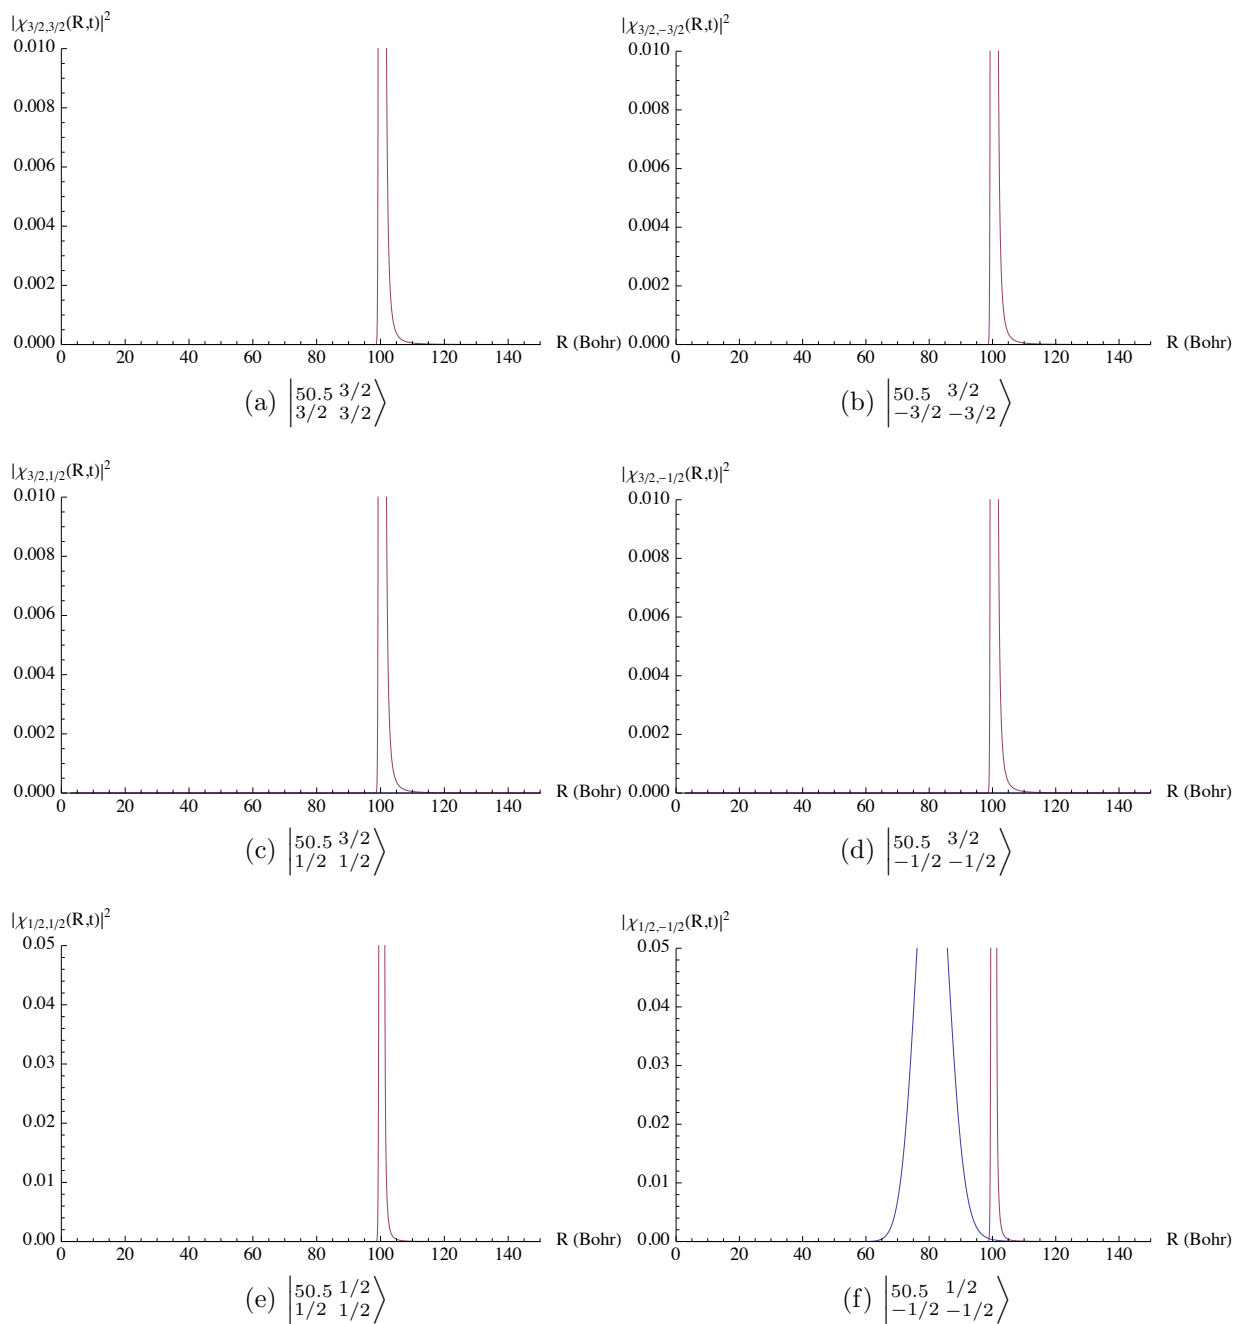 |χ3/2,3/2(R,t)|²
0.010
0.008
0.006
0.004
0.002
0.000
0 20 40 60 80 100 120 140 R (Bohr)
(a) |50.5 3/2
3/2 3/2⟩
|χ3/2,−3/2(R,t)|²
0.010
0.008
0.006
0.004
0.002
0.000
0 20 40 60 80 100 120 140 R (Bohr)
(b) |50.5 3/2
−3/2 −3/2⟩
|χ3/2,1/2(R,t)|²
0.010
0.008
0.006
0.004
0.002
0.000
0 20 40 60 80 100 120 140 R (Bohr)
(c) |50.5 3/2
1/2 1/2⟩
|χ3/2,−1/2(R,t)|²
0.010
0.008
0.006
0.004
0.002
0.000
0 20 40 60 80 100 120 140 R (Bohr)
(d) |50.5 3/2
−1/2 −1/2⟩
|χ1/2,1/2(R,t)|²
0.05
0.04
0.03
0.02
0.01
0.00
0 20 40 60 80 100 120 140 R (Bohr)
(e) |50.5 1/2
1/2 1/2⟩
|χ1/2,−1/2(R,t)|²
0.05
0.04
0.03
0.02
0.01
0.00
0 20 40 60 80 100 120 140 R (Bohr)
(f) |50.5 1/2
−1/2 −1/2⟩